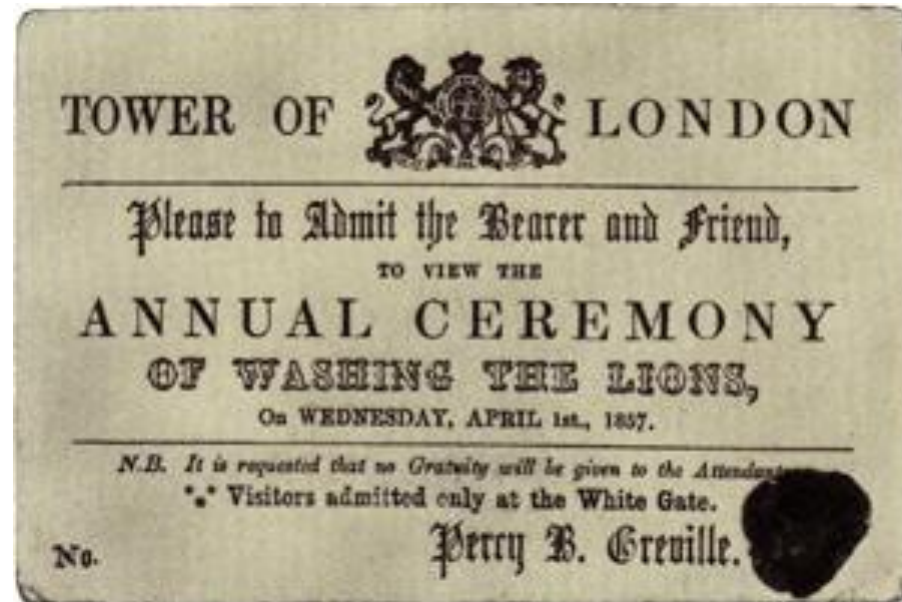 TOWER OF LONDON
Please to Admit the Bearer and Friend,
TO VIEW THE
ANNUAL CEREMONY
OF WASHING THE LIONS,
On WEDNESDAY, APRIL 1st., 1857.
N.B. It is requested that no Gratuity will be given to the Attendants
*⁎* Visitors admitted only at the White Gate.
Percy B. Greville.
No.